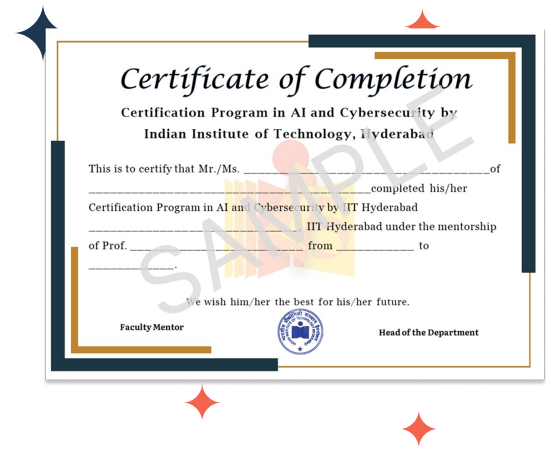 Certificate of Completion
Certification Program in AI and Cybersecurity by
Indian Institute of Technology, Hyderabad
This is to certify that Mr./Ms. ________________________________________of
______________________________________________completed his/her
Certification Program in AI and Cybersecurity by IIT Hyderabad
___________________________________ IIT Hyderabad under the mentorship
of Prof. ____________________________ from _____________ to
______________.
We wish him/her the best for his/her future.
Faculty Mentor
Head of the Department
SAMPLE